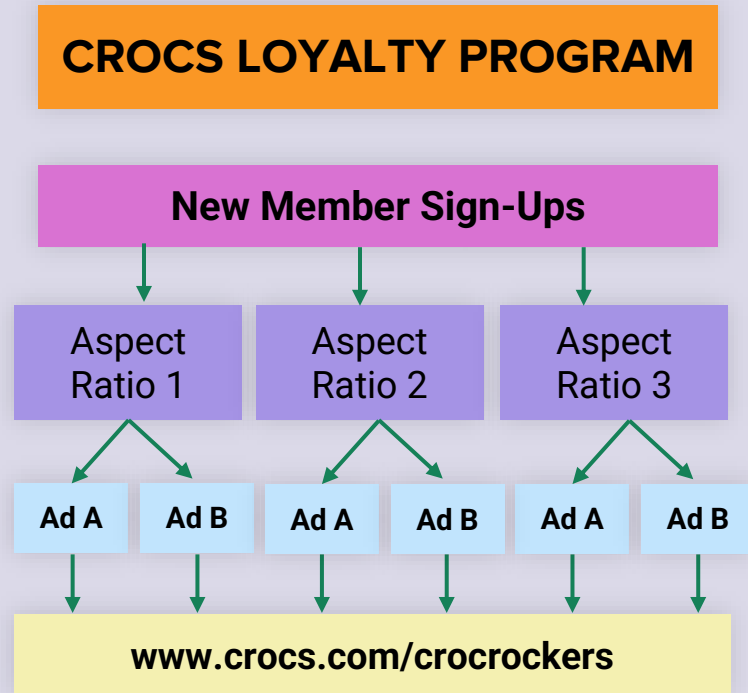 CROCS LOYALTY PROGRAM
New Member Sign-Ups
Aspect
Ratio 1
Aspect
Ratio 2
Aspect
Ratio 3
Ad A
Ad B
Ad A
Ad B
Ad A
Ad B
www.crocs.com/crocrockers